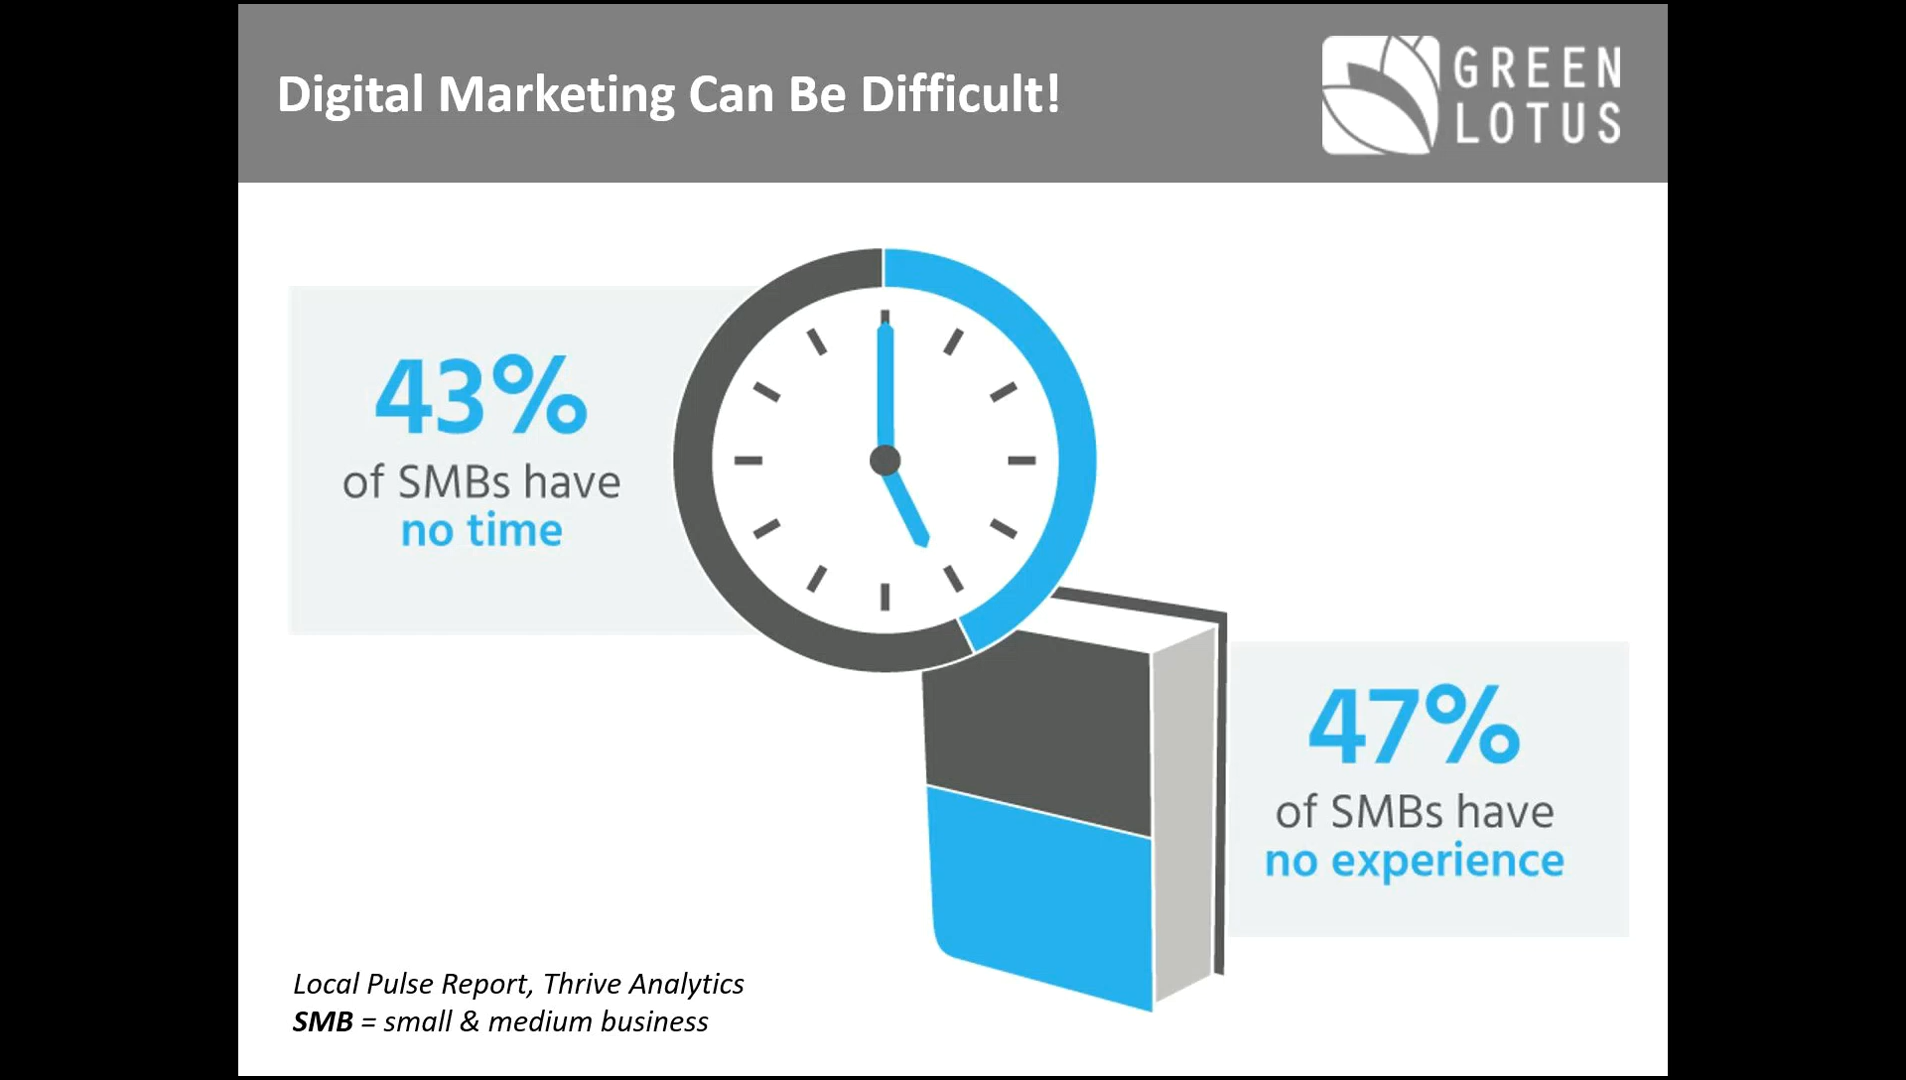 Digital Marketing Can Be Difficult!
GREEN
LOTUS
43%
of SMBs have
no time
47%
of SMBs have
no experience
Local Pulse Report, Thrive Analytics
SMB = small & medium business